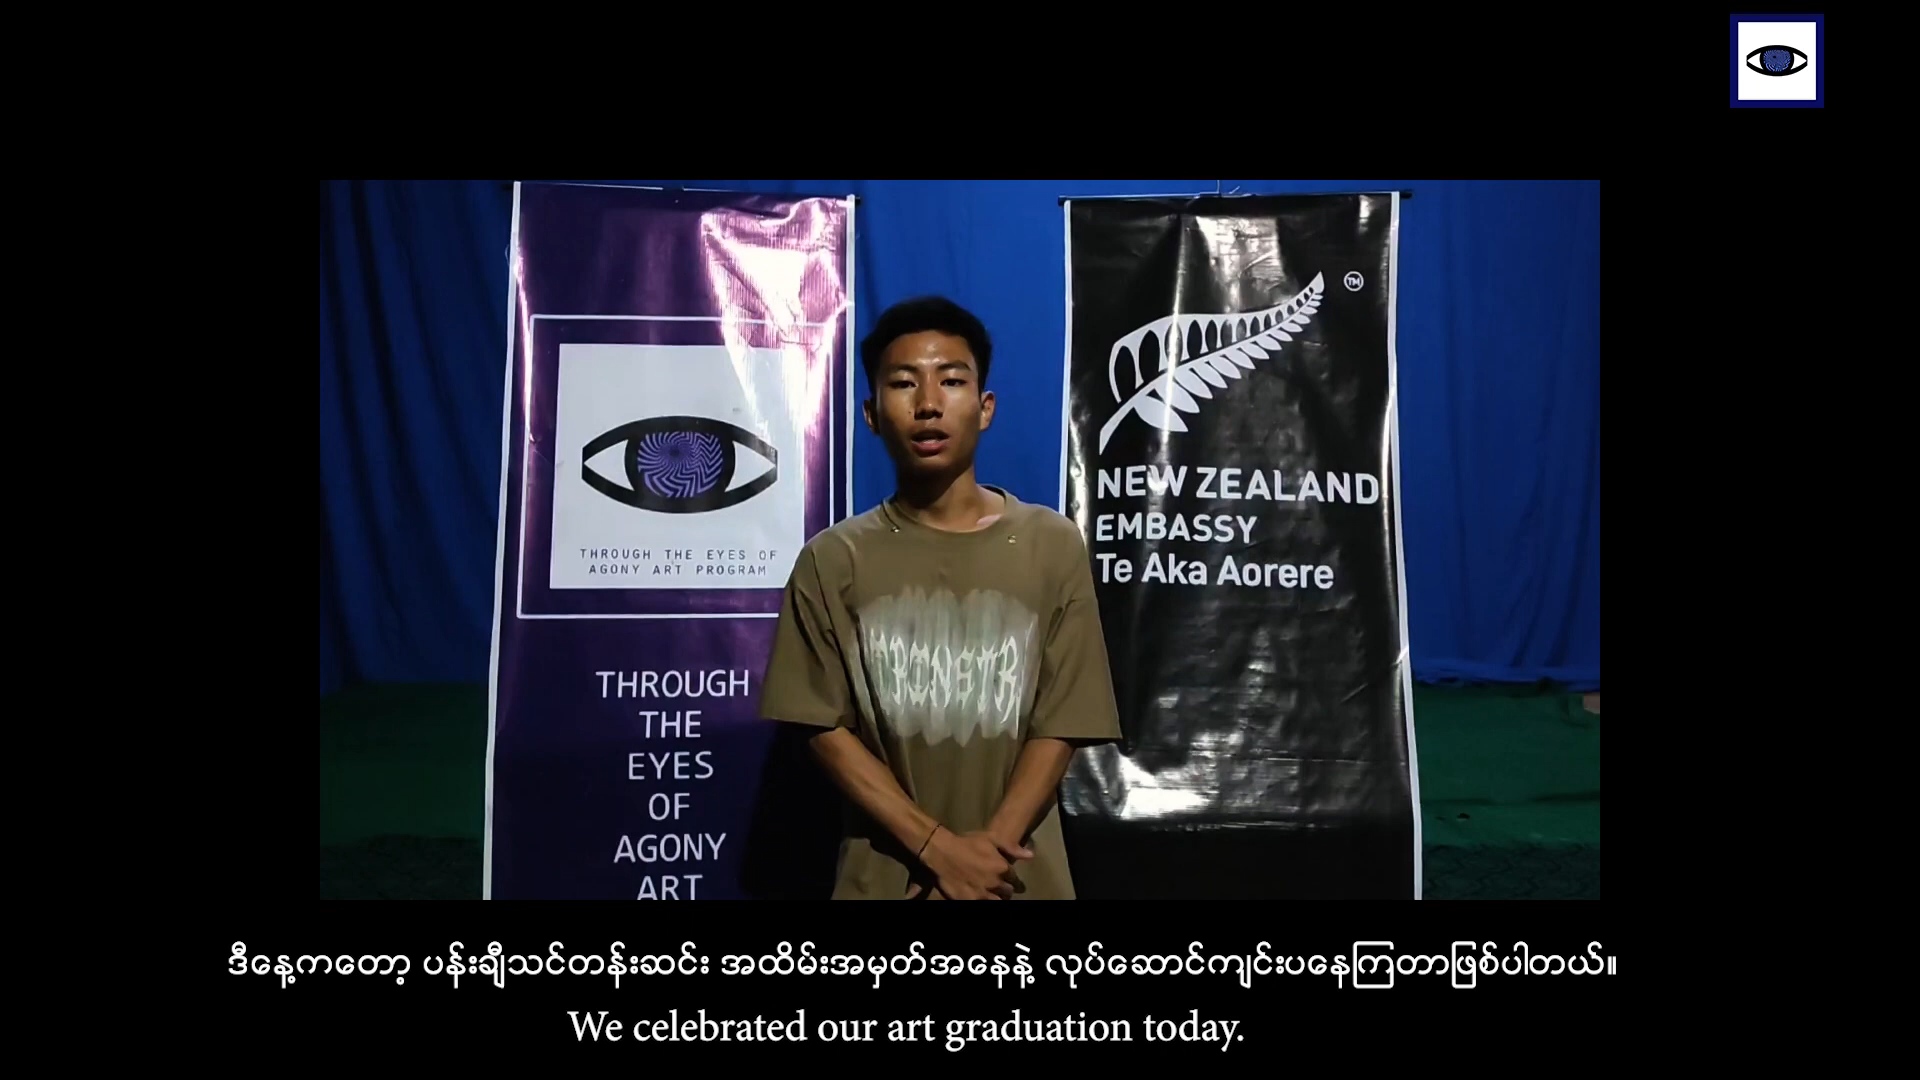 THROUGH THE EYES OF
AGONY ART PROGRAM
THROUGH
THE
EYES
OF
AGONY
ART
TM
NEW ZEALAND
EMBASSY
Te Aka Aorere
ဒီနေ့ကတော့ ပန်းချီသင်တန်းဆင်း အထိမ်းအမှတ်အနေနဲ့ လုပ်ဆောင်ကျင်းပနေကြတာဖြစ်ပါတယ်။
We celebrated our art graduation today.